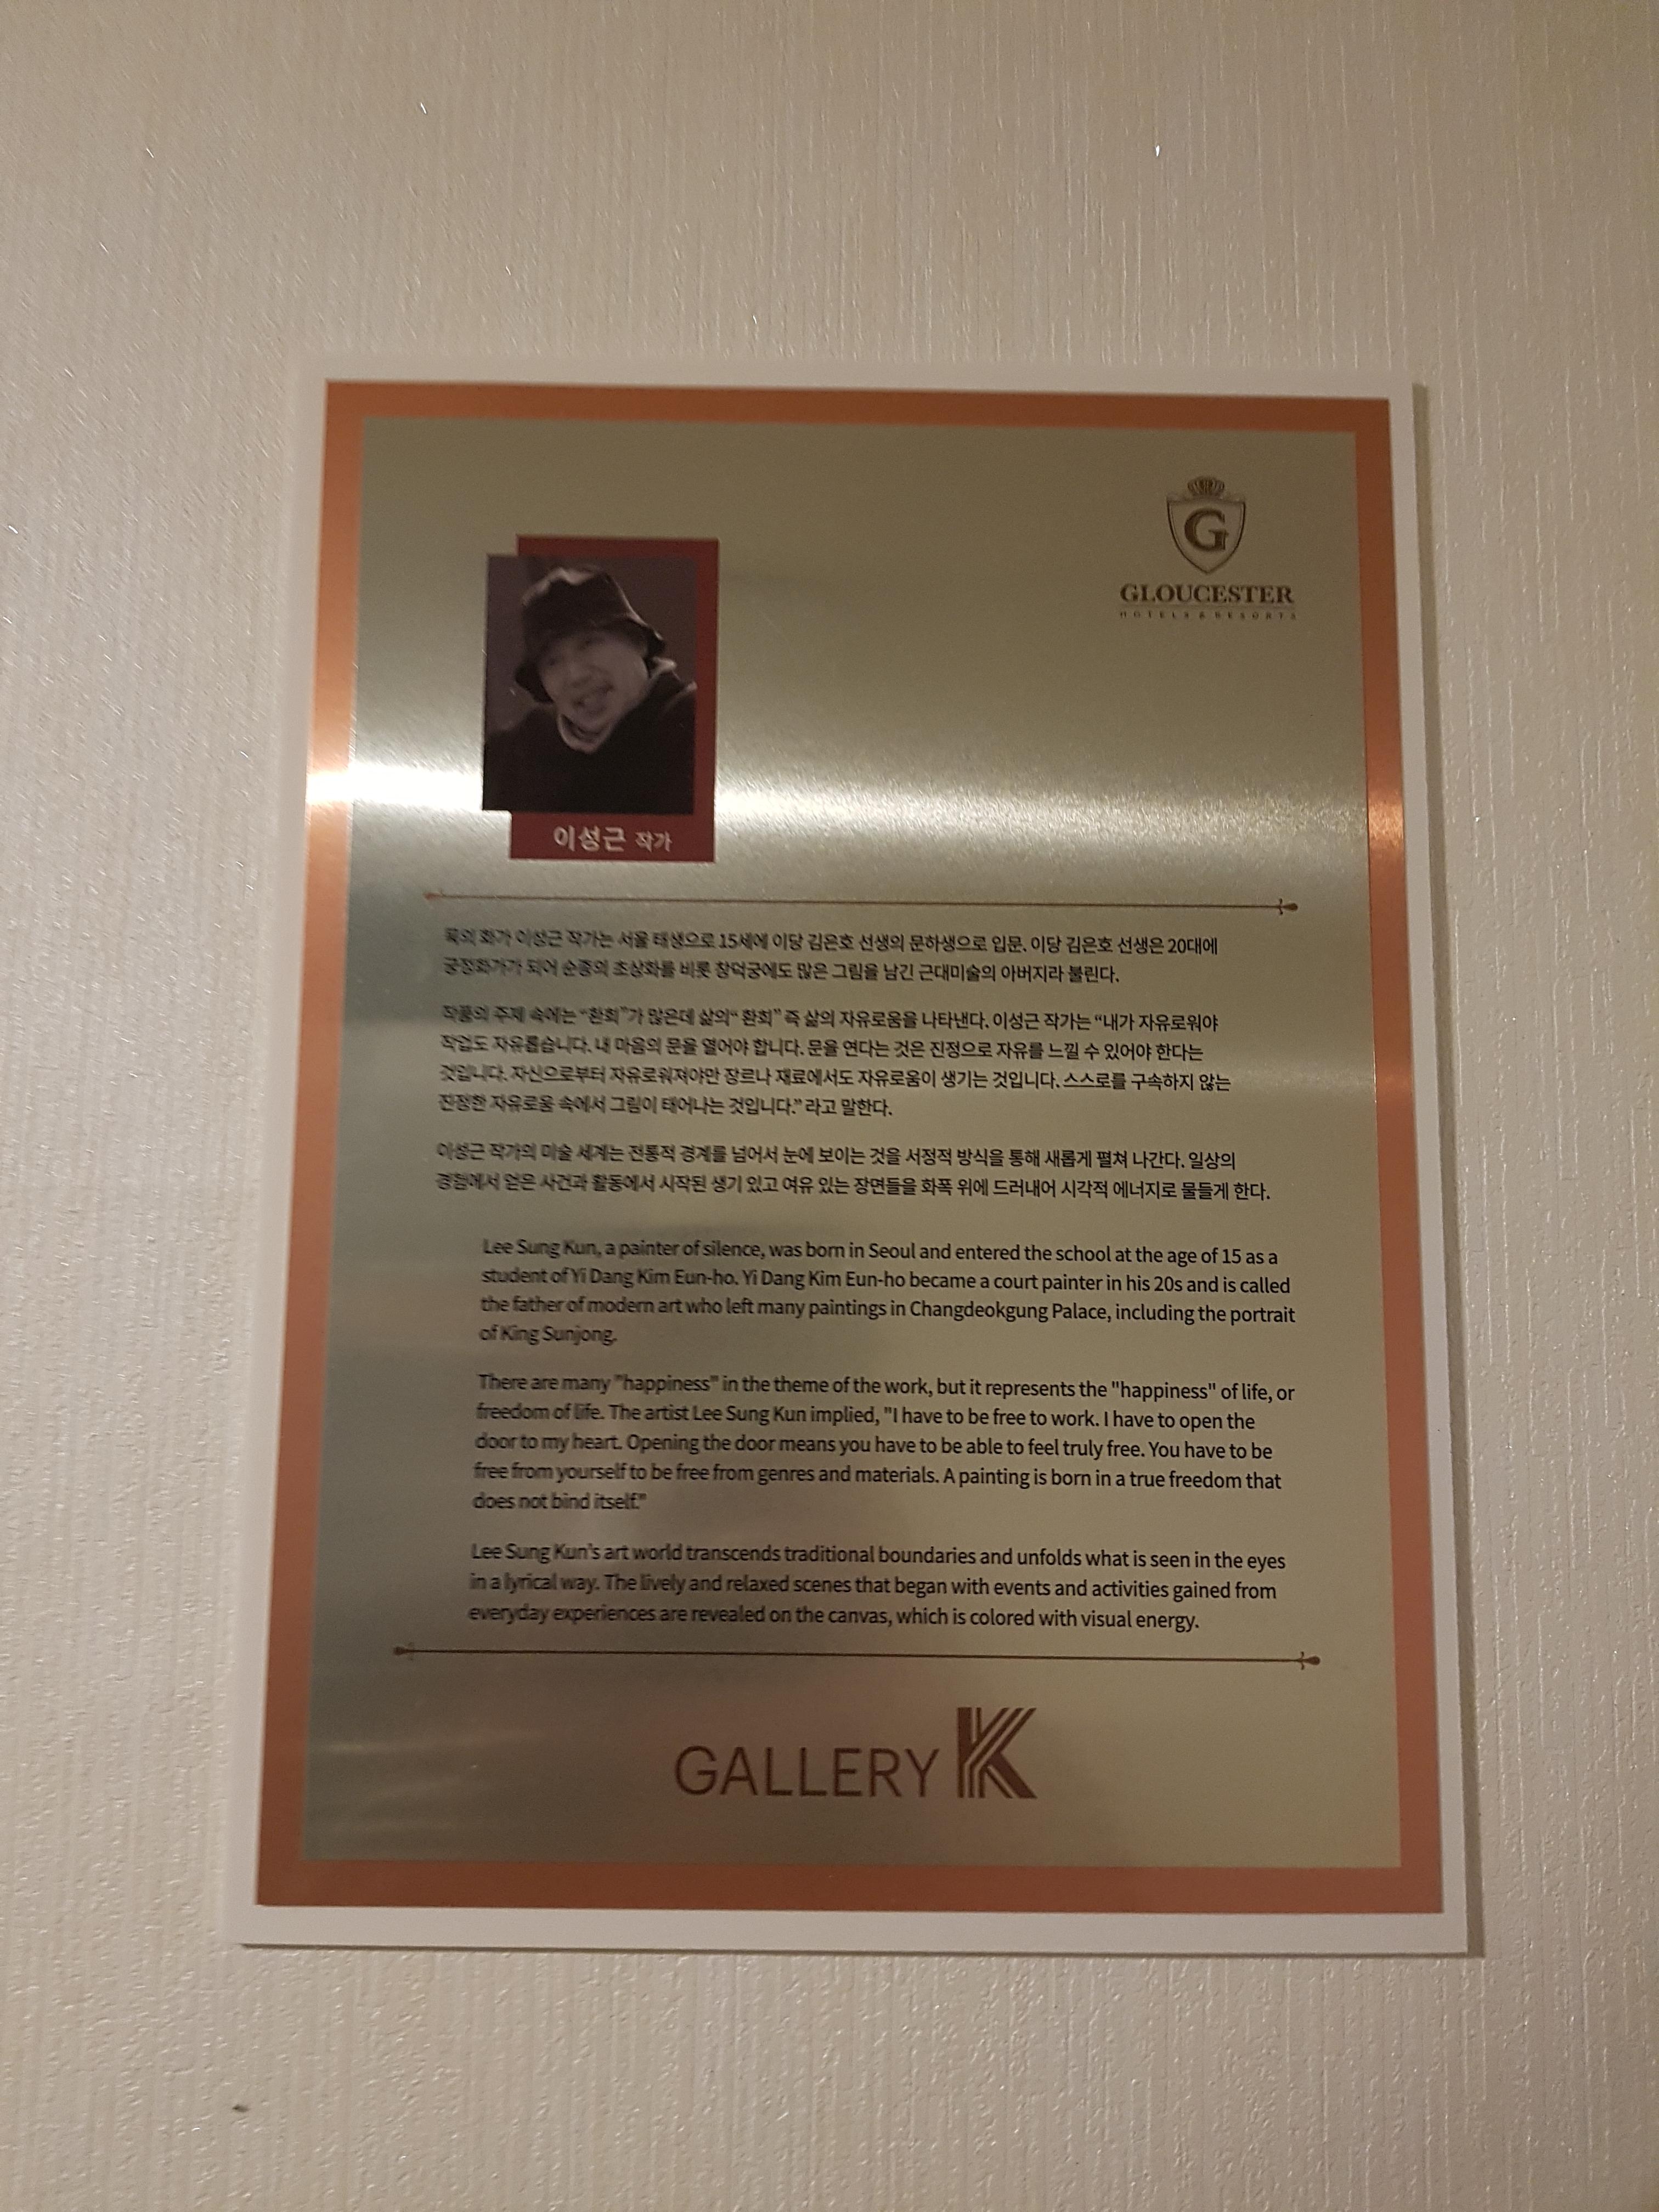 G
GLOUCESTER
HOTELS & RESORTS
이성근 작가
묵의 화가 이성근 작가는 서울 태생으로 15세에 이당 김은호 선생의 문하생으로 입문. 이당 김은호 선생은 20대에
궁정화가가 되어 순종의 초상화를 비롯 창덕궁에도 많은 그림을 남긴 근대미술의 아버지라 불린다.
작품의 주제 속에는 “환희”가 많은데 삶의“ 환희” 즉 삶의 자유로움을 나타낸다. 이성근 작가는 “내가 자유로워야
작업도 자유롭습니다. 내 마음의 문을 열어야 합니다. 문을 연다는 것은 진정으로 자유를 느낄 수 있어야 한다는
것입니다. 자신으로부터 자유로워져야만 장르나 재료에서도 자유로움이 생기는 것입니다. 스스로를 구속하지 않는
진정한 자유로움 속에서 그림이 태어나는 것입니다.” 라고 말한다.
이성근 작가의 미술 세계는 전통적 경계를 넘어서 눈에 보이는 것을 서정적 방식을 통해 새롭게 펼쳐 나간다. 일상의
경험에서 얻은 사건과 활동에서 시작된 생기 있고 여유 있는 장면들을 화폭 위에 드러내어 시각적 에너지로 물들게 한다.
Lee Sung Kun, a painter of silence, was born in Seoul and entered the school at the age of 15 as a
student of Yi Dang Kim Eun-ho. Yi Dang Kim Eun-ho became a court painter in his 20s and is called
the father of modern art who left many paintings in Changdeokgung Palace, including the portrait
of King Sunjong.
There are many "happiness" in the theme of the work, but it represents the "happiness" of life, or
freedom of life. The artist Lee Sung Kun implied, "I have to be free to work. I have to open the
door to my heart. Opening the door means you have to be able to feel truly free. You have to be
free from yourself to be free from genres and materials. A painting is born in a true freedom that
does not bind itself."
Lee Sung Kun's art world transcends traditional boundaries and unfolds what is seen in the eyes
in a lyrical way. The lively and relaxed scenes that began with events and activities gained from
everyday experiences are revealed on the canvas, which is colored with visual energy.
GALLERY K